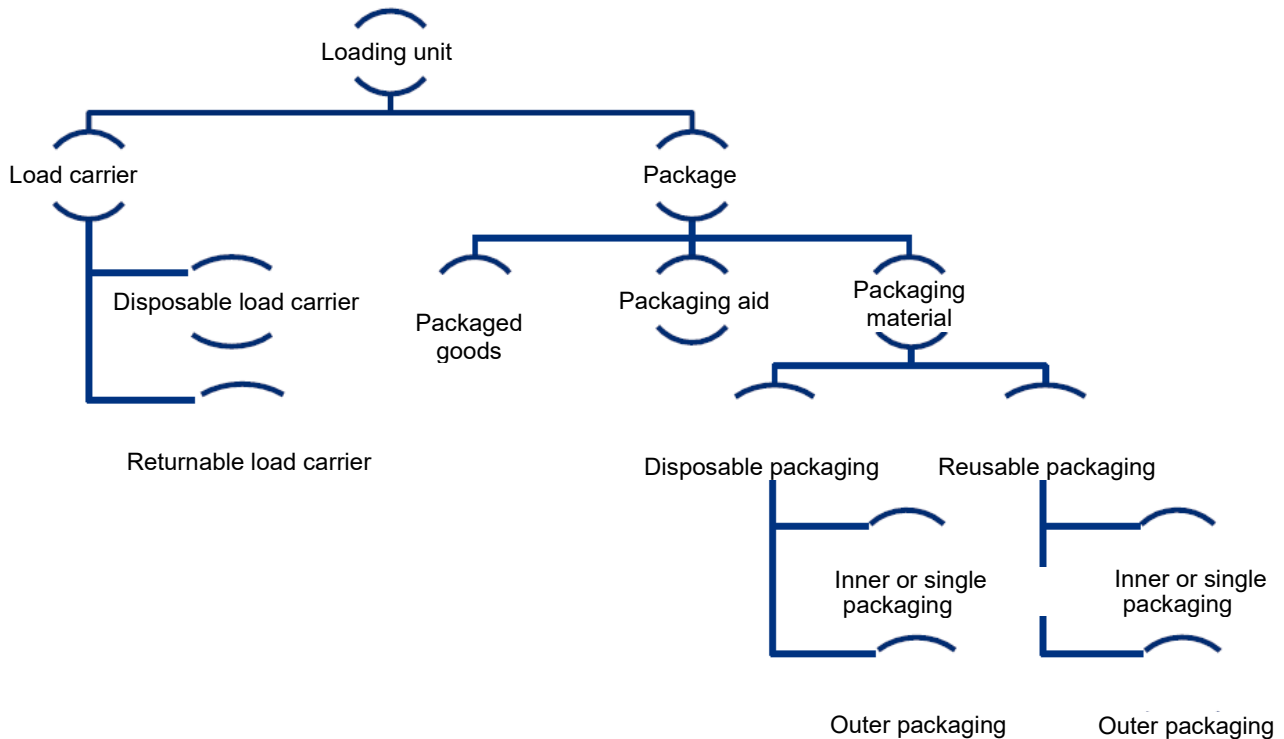 Loading unit
Load carrier
Package
Disposable load carrier
Packaged
goods
Packaging aid
Packaging
material
Returnable load carrier
Disposable packaging
Reusable packaging
Inner or single
packaging
Inner or single
packaging
Outer packaging
Outer packaging